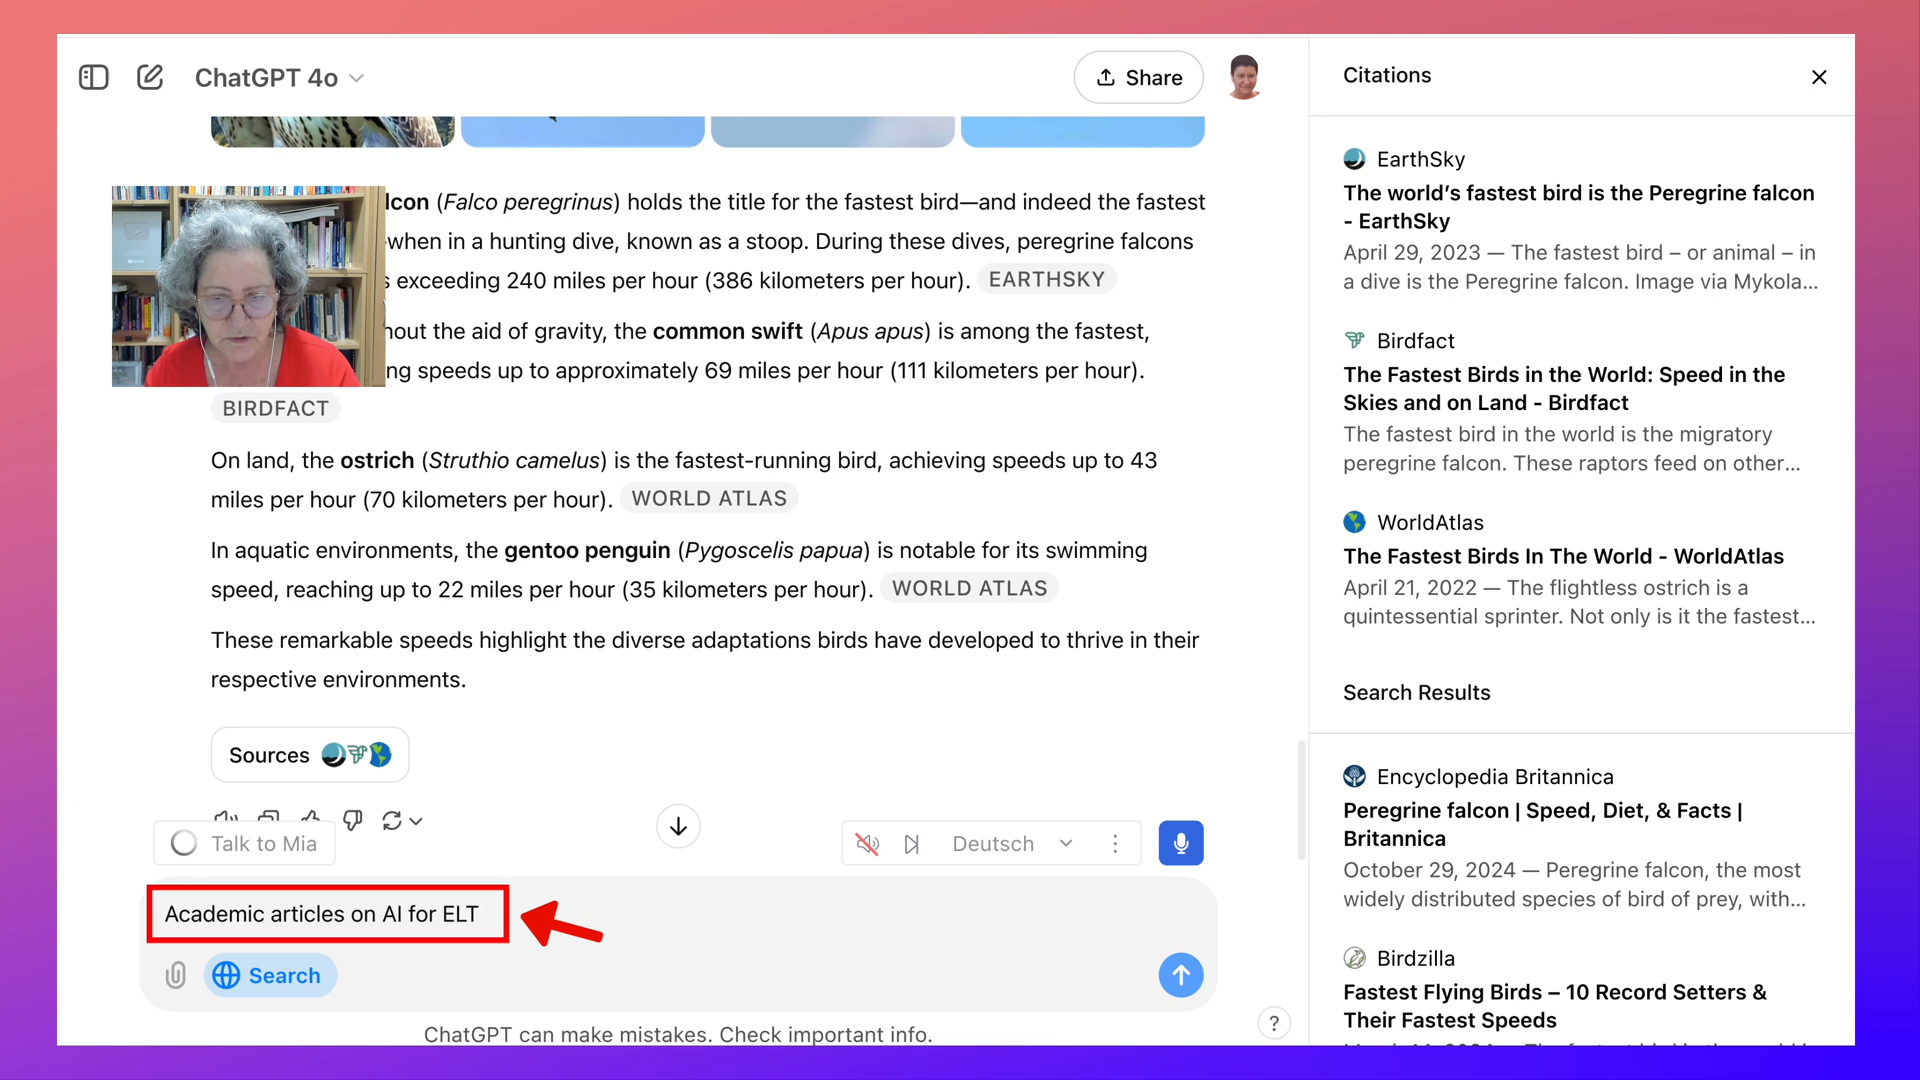 ChatGPT 4o
Share
lcon (Falco peregrinus) holds the title for the fastest bird—and indeed the fastest
when in a hunting dive, known as a stoop. During these dives, peregrine falcons
exceeding 240 miles per hour (386 kilometers per hour). EARTHSKY
hout the aid of gravity, the common swift (Apus apus) is among the fastest,
ng speeds up to approximately 69 miles per hour (111 kilometers per hour).
BIRDFACT
On land, the ostrich (Struthio camelus) is the fastest-running bird, achieving speeds up to 43
miles per hour (70 kilometers per hour). WORLD ATLAS
In aquatic environments, the gentoo penguin (Pygoscelis papua) is notable for its swimming
speed, reaching up to 22 miles per hour (35 kilometers per hour). WORLD ATLAS
These remarkable speeds highlight the diverse adaptations birds have developed to thrive in their
respective environments.
Sources
Talk to Mia
Deutsch
Academic articles on AI for ELT
Search
ChatGPT can make mistakes. Check important info.
?
Citations
EarthSky
The world's fastest bird is the Peregrine falcon
- EarthSky
April 29, 2023 — The fastest bird – or animal – in
a dive is the Peregrine falcon. Image via Mykola...
Birdfact
The Fastest Birds in the World: Speed in the
Skies and on Land - Birdfact
The fastest bird in the world is the migratory
peregrine falcon. These raptors feed on other...
WorldAtlas
The Fastest Birds In The World - WorldAtlas
April 21, 2022 — The flightless ostrich is a
quintessential sprinter. Not only is it the fastest...
Search Results
Encyclopedia Britannica
Peregrine falcon | Speed, Diet, & Facts |
Britannica
October 29, 2024 — Peregrine falcon, the most
widely distributed species of bird of prey, with...
Birdzilla
Fastest Flying Birds – 10 Record Setters &
Their Fastest Speeds